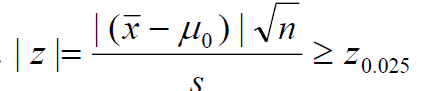 . | z |= | (x̄ − μ₀) | √n / s ≥ z₀.₀₂₅